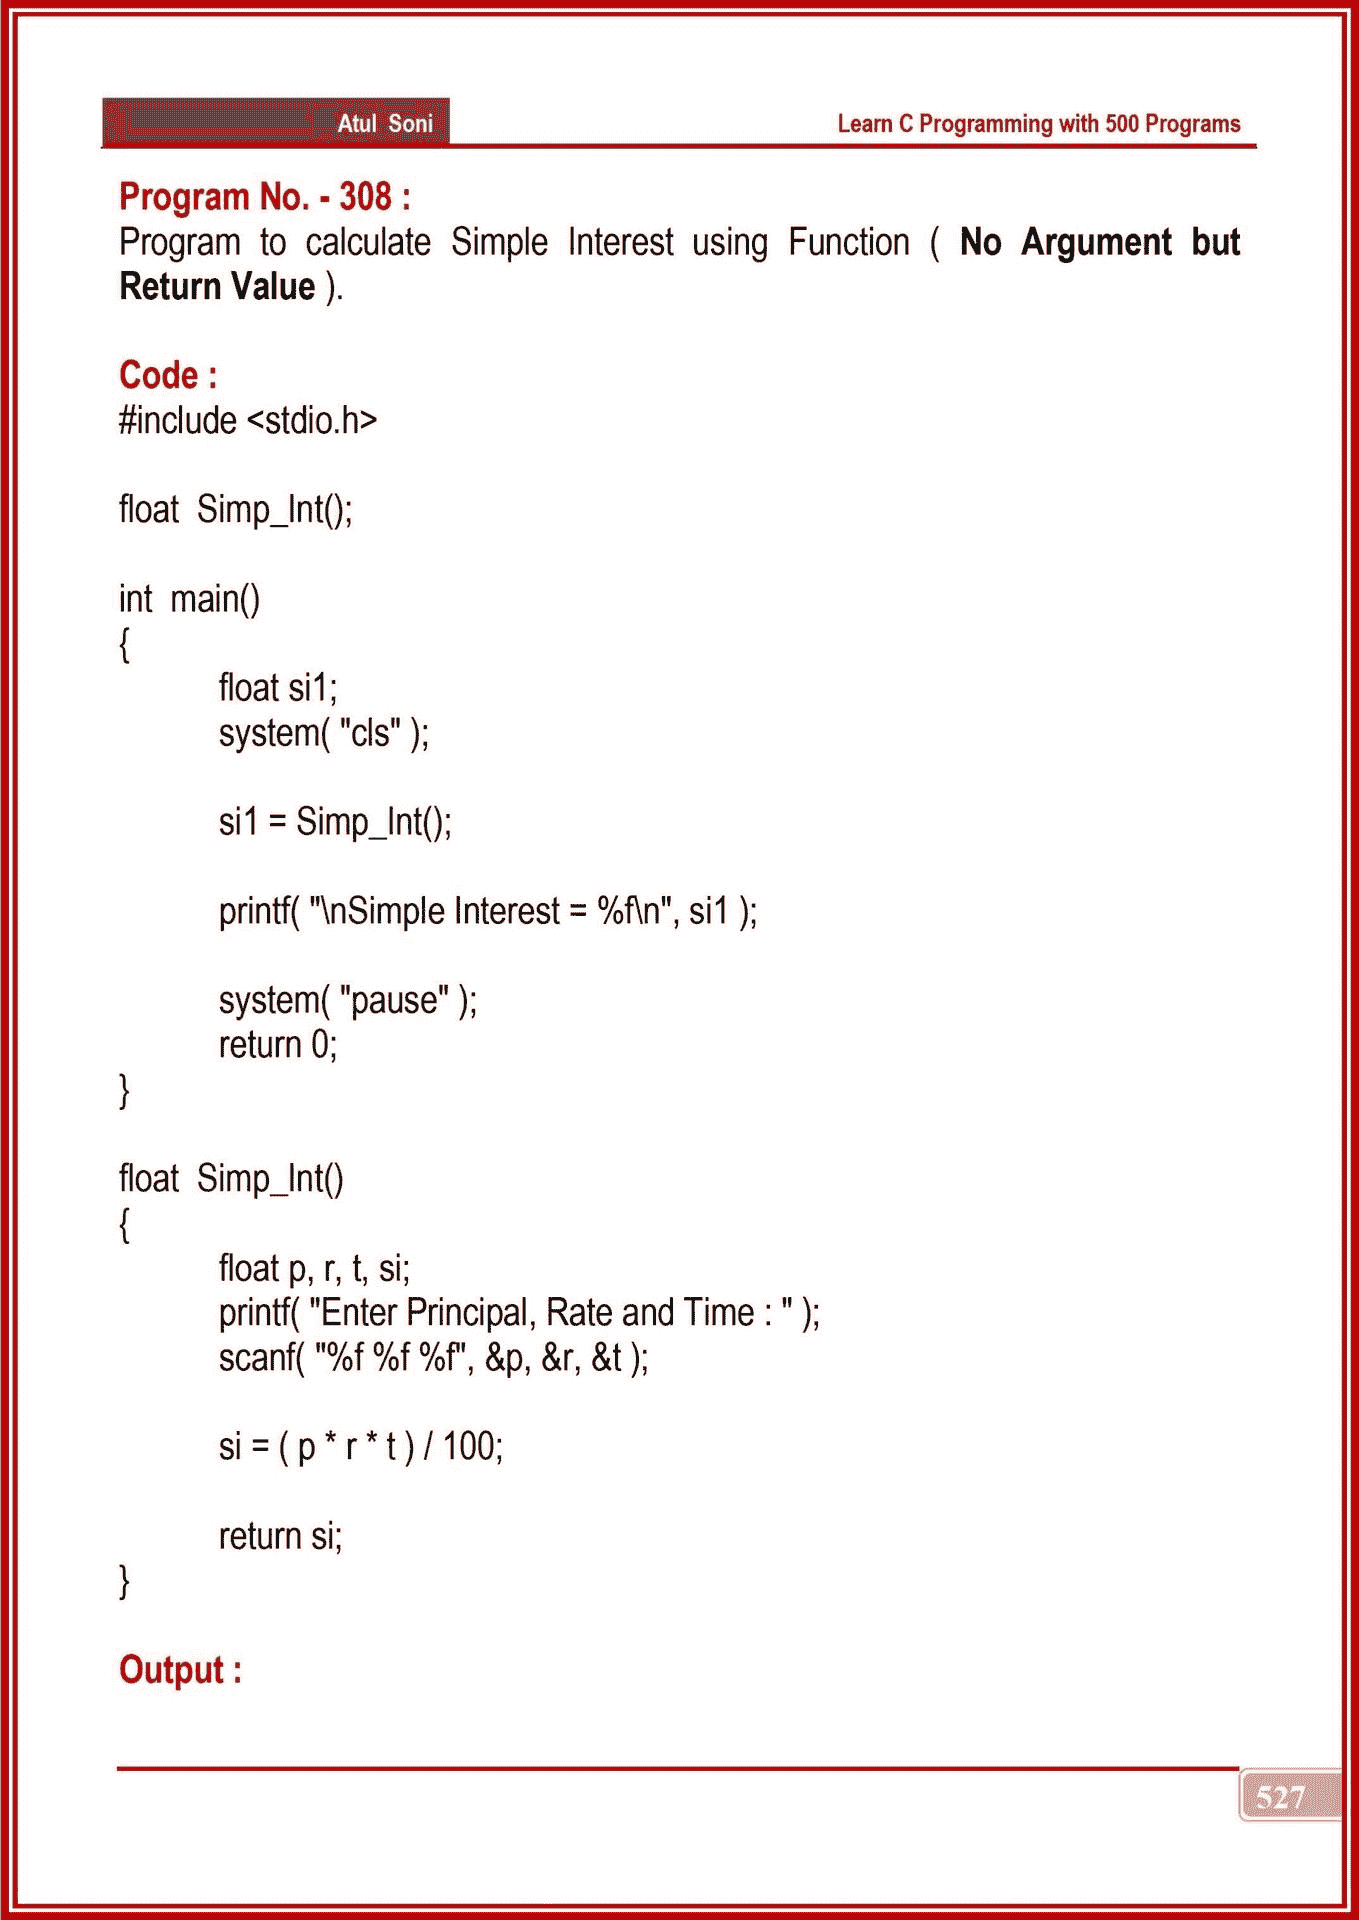 Atul Soni
Learn C Programming with 500 Programs
Program No. - 308 :
Program to calculate Simple Interest using Function ( No Argument but
Return Value ).
Code :
#include <stdio.h>
float Simp_Int();
int main()
{
float si1;
system( "cls" );
si1 = Simp_Int();
printf( "\nSimple Interest = %f\n", si1 );
system( "pause" );
return 0;
}
float Simp_Int()
{
float p, r, t, si;
printf( "Enter Principal, Rate and Time : " );
scanf( "%f %f %f", &p, &r, &t );
si = ( p * r * t ) / 100;
return si;
}
Output :
527